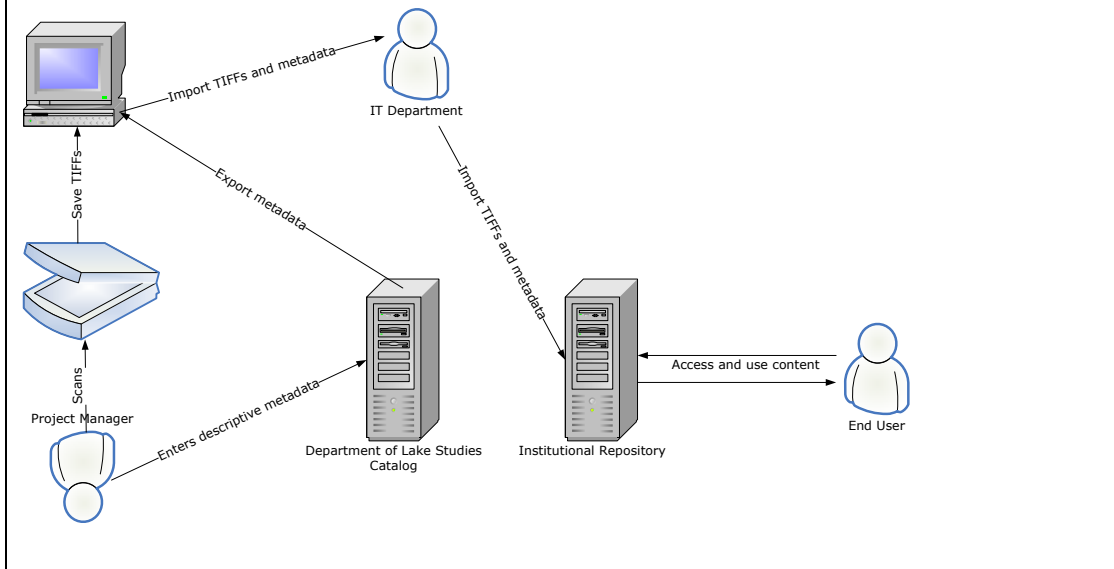 Import TIFFs and metadata
IT Department
Save TIFFs
Export metadata
Import TIFFs and metadata
Scans
Project Manager
Enters descriptive metadata
Department of Lake Studies
Catalog
Institutional Repository
Access and use content
End User